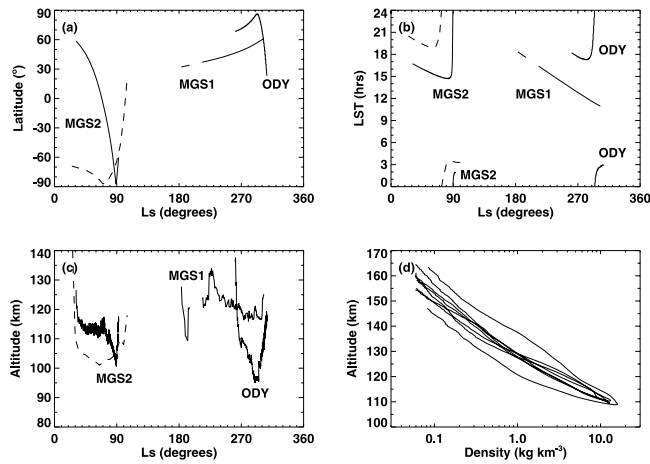 (a)
90
60
30
0
-30
-60
-90
Latitude (°)
MGS2
MGS1
ODY
0 90 180 270 360
Ls (degrees)
(b)
24
21
18
15
12
9
6
3
0
LST (hrs)
MGS2
MGS1
ODY
ODY
MGS2
0 90 180 270 360
Ls (degrees)
(c)
140
130
120
110
100
90
80
Altitude (km)
MGS1
MGS2
ODY
0 90 180 270 360
Ls (degrees)
(d)
170
160
150
140
130
120
110
100
Altitude (km)
0.1 1.0 10.0
Density (kg km⁻³)